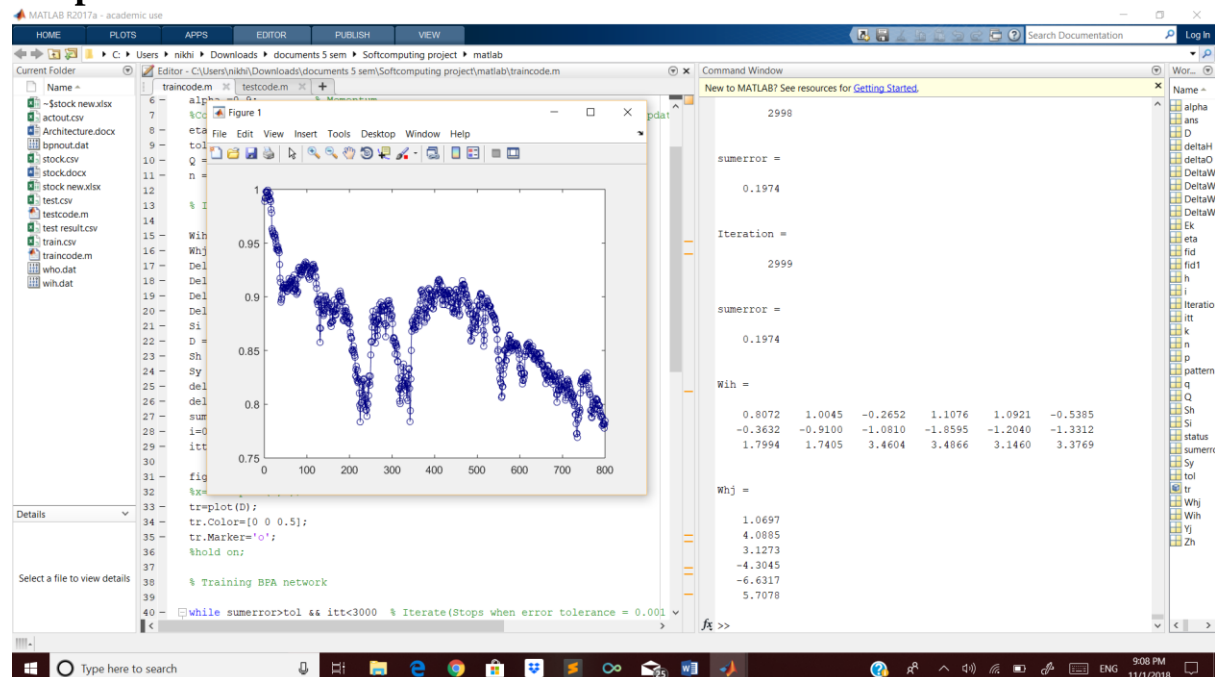 MATLAB R2017a - academic use
HOME PLOTS APPS EDITOR PUBLISH VIEW
Search Documentation
Log In
C: Users nikhi Downloads documents 5 sem Softcomputing project matlab
Current Folder
Name
~$stock new.xlsx
actout.csv
Architecture.docx
bpnout.dat
stock.csv
stock.docx
stock new.xlsx
test.csv
testcode.m
test result.csv
train.csv
traincode.m
who.dat
wih.dat
Details
Select a file to view details
Editor - C:\Users\nikhi\Downloads\documents 5 sem\Softcomputing project\matlab\traincode.m
traincode.m testcode.m
6
7
8 eta
9 tol
10 Q =
11 n =
12
13 % I
14
15 Wih
16 Whj
17 Del
18 Del
19 Del
20 Del
21 Si
22 D =
23 Sh
24 Sy
25 del
26 del
27 sum
28 i=0
29 itt
30
31 fig
32
33 tr=plot(D);
34 tr.Color=[0 0 0.5];
35 tr.Marker='o';
36 %hold on;
37
38 % Training BPA network
39
40 while sumerror>tol && itt<3000 % Iterate(Stops when error tolerance = 0.001
Figure 1
File Edit View Insert Tools Desktop Window Help
1
0.95
0.9
0.85
0.8
0.75
0 100 200 300 400 500 600 700 800
Command Window
New to MATLAB? See resources for Getting Started.
2998
sumerror =
0.1974
Iteration =
2999
sumerror =
0.1974
Wih =
0.8072 1.0045 -0.2652 1.1076 1.0921 -0.5385
-0.3632 -0.9100 -1.0810 -1.8595 -1.2040 -1.3312
1.7994 1.7405 3.4604 3.4866 3.1460 3.3769
Whj =
1.0697
4.0885
3.1273
-4.3045
-6.6317
5.7078
fx >>
Wor...
Name
alpha
ans
D
deltaH
deltaO
DeltaW
DeltaW
DeltaW
DeltaW
Ek
eta
fid
fid1
h
i
Iteratio
itt
k
n
p
pattern
q
Q
Sh
Si
status
sumerro
Sy
tol
tr
Whj
Wih
Yj
Zh
Type here to search
25
ENG
9:08 PM
11/1/2018